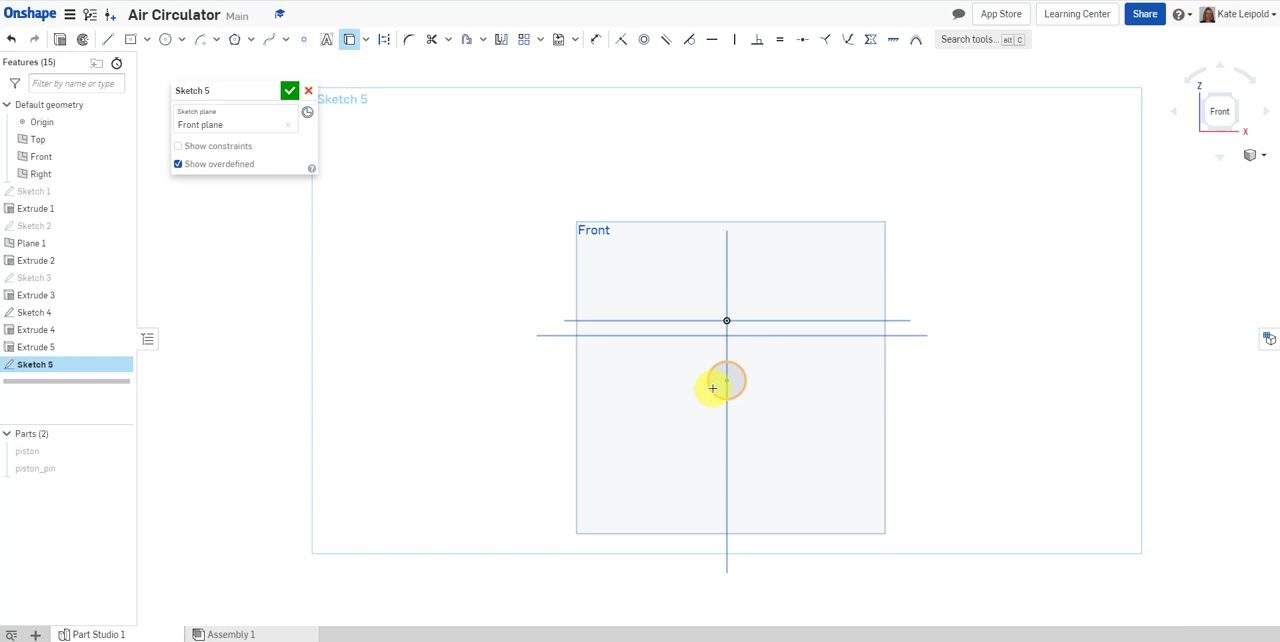 Onshape Air Circulator Main App Store Learning Center Share Kate Leipold
Search tools... alt C
Features (15)
Filter by name or type
Default geometry
Origin
Top
Front
Right
Sketch 1
Extrude 1
Sketch 2
Plane 1
Extrude 2
Sketch 3
Extrude 3
Sketch 4
Extrude 4
Extrude 5
Sketch 5
Parts (2)
piston
piston_pin
Sketch 5
Sketch plane
Front plane
Show constraints
Show overdefined
Sketch 5
Front
Z
Front
X
Part Studio 1 Assembly 1